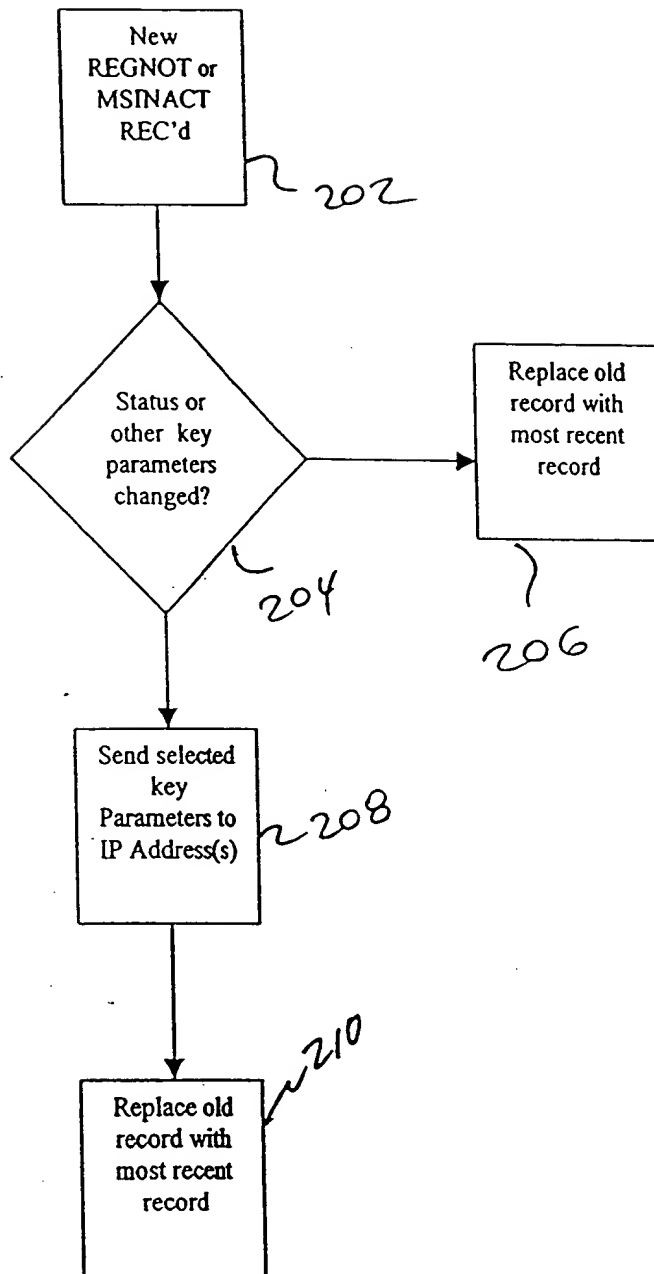 New
REGNOT or
MSINACT
REC'd
202
Status or
other key
parameters
changed?
204
Replace old
record with
most recent
record
206
Send selected
key
Parameters to
IP Address(s)
208
210
Replace old
record with
most recent
record